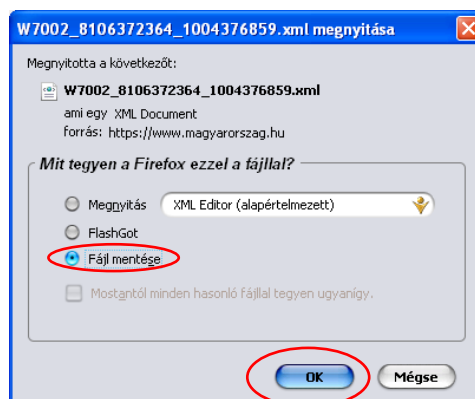 W7002_8106372364_1004376859.xml megnyitása
Megnyitotta a következőt:
W7002_8106372364_1004376859.xml
ami egy XML Document
forrás: https://www.magyarorszag.hu
Mit tegyen a Firefox ezzel a fájllal?
Megnyitás XML Editor (alapértelmezett)
FlashGot
Fájl mentése
Mostantól minden hasonló fájllal tegyen ugyanígy.
OK Mégse